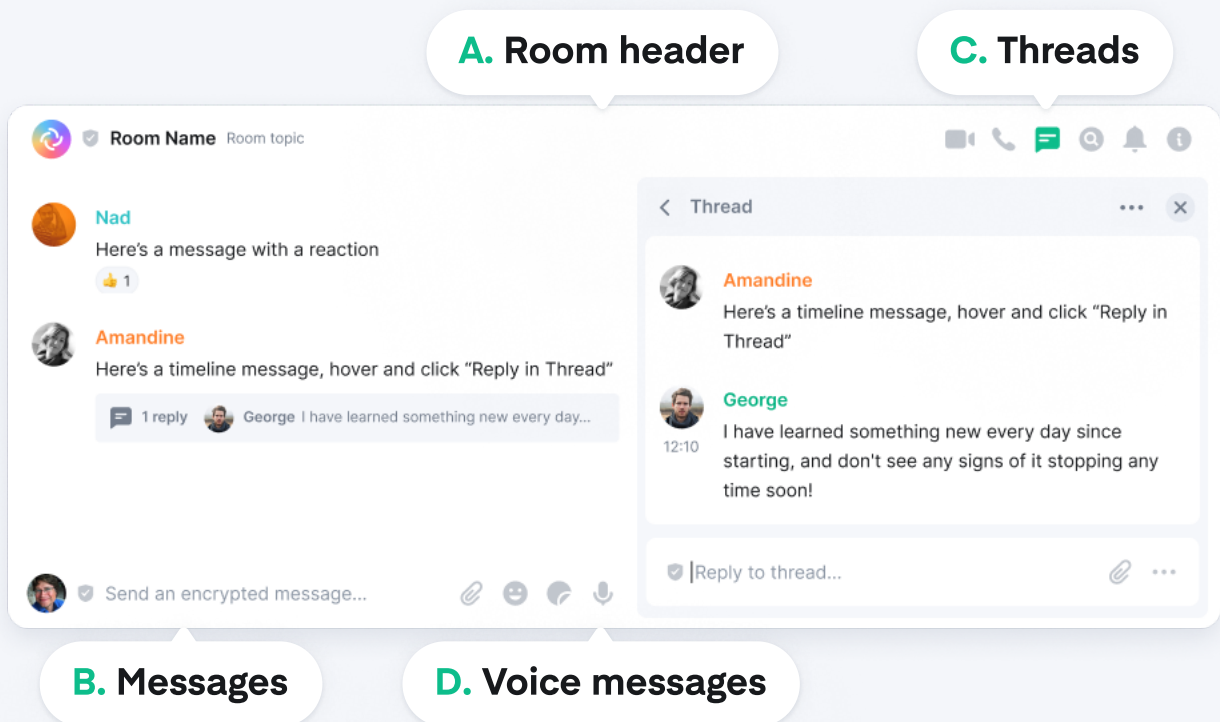 A. Room header
C. Threads
Room Name Room topic
Nad
Here’s a message with a reaction
👍 1
Amandine
Here’s a timeline message, hover and click “Reply in Thread”
1 reply George I have learned something new every day...
Send an encrypted message...
Thread
Amandine
Here’s a timeline message, hover and click “Reply in
Thread”
George
12:10
I have learned something new every day since
starting, and don't see any signs of it stopping any
time soon!
Reply to thread...
B. Messages
D. Voice messages